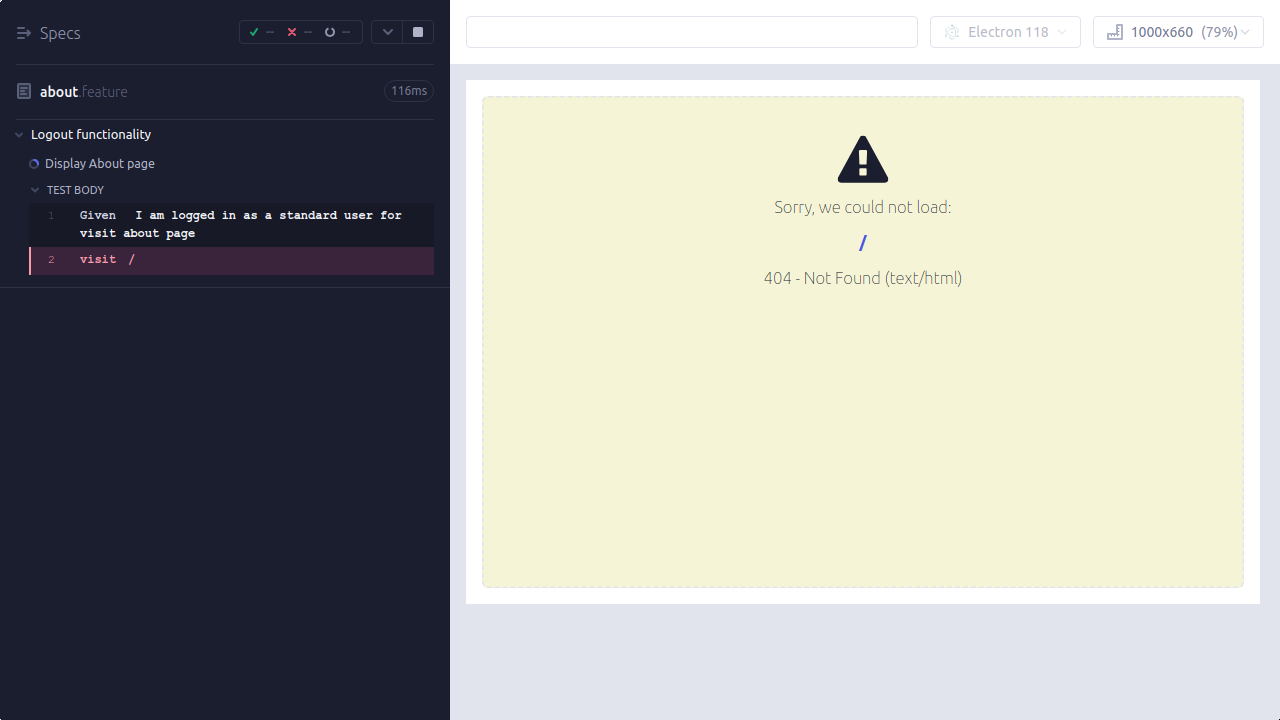 Specs
--
--
--
about.feature
116ms
Logout functionality
Display About page
TEST BODY
1 Given I am logged in as a standard user for
visit about page
2 visit /
Electron 118
1000x660 (79%)
Sorry, we could not load:
/
404 - Not Found (text/html)